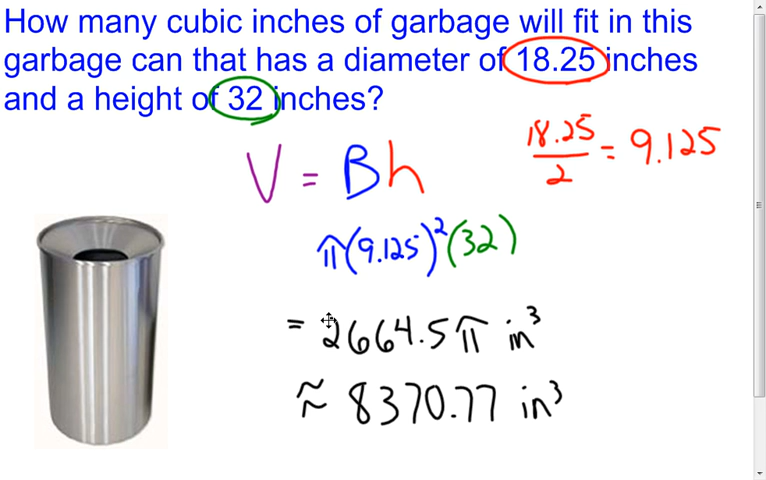 How many cubic inches of garbage will fit in this
garbage can that has a diameter of 18.25 inches
and a height of 32 inches?
18.25/2 = 9.125
V = Bh
π(9.125)²(32)
= 2664.5π in³
≈ 8370.77 in³